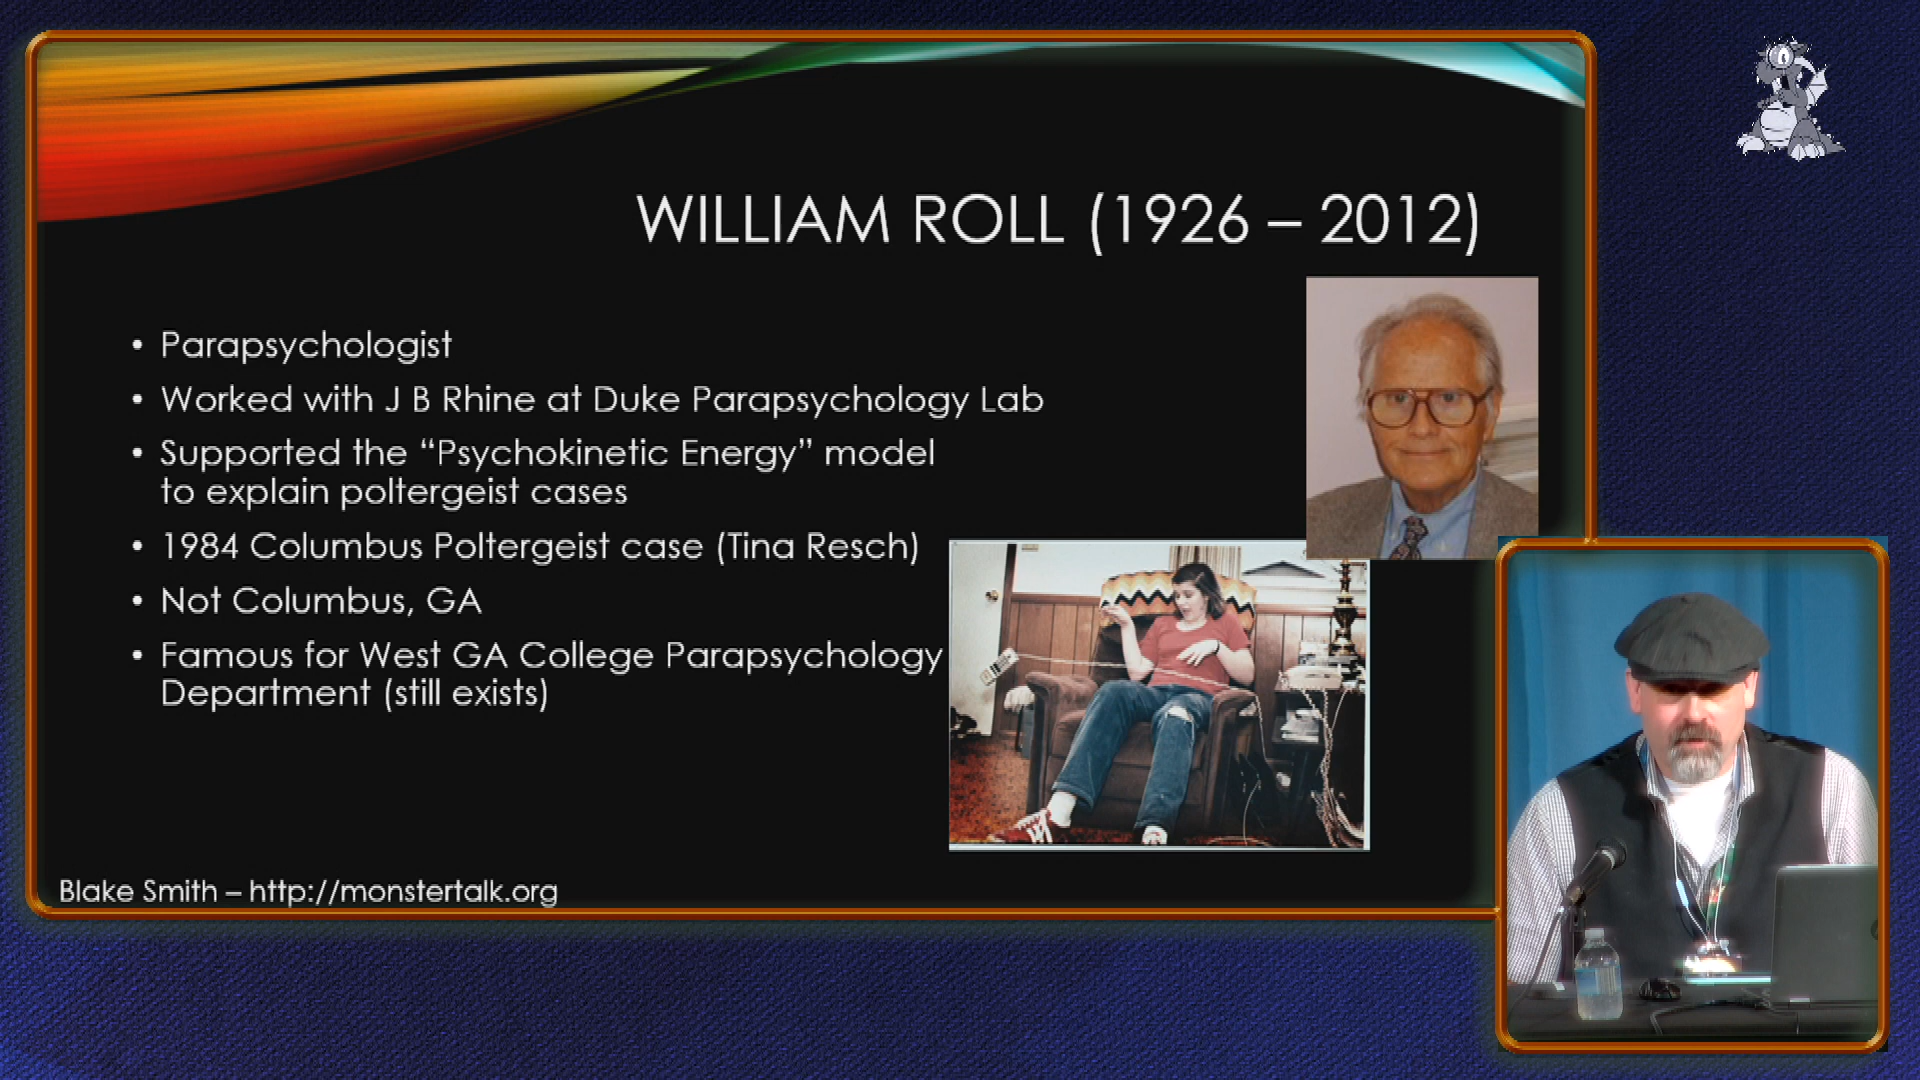 WILLIAM ROLL (1926 – 2012)
• Parapsychologist
• Worked with J B Rhine at Duke Parapsychology Lab
• Supported the “Psychokinetic Energy” model
to explain poltergeist cases
• 1984 Columbus Poltergeist case (Tina Resch)
• Not Columbus, GA
• Famous for West GA College Parapsychology
Department (still exists)
Blake Smith – http://monstertalk.org